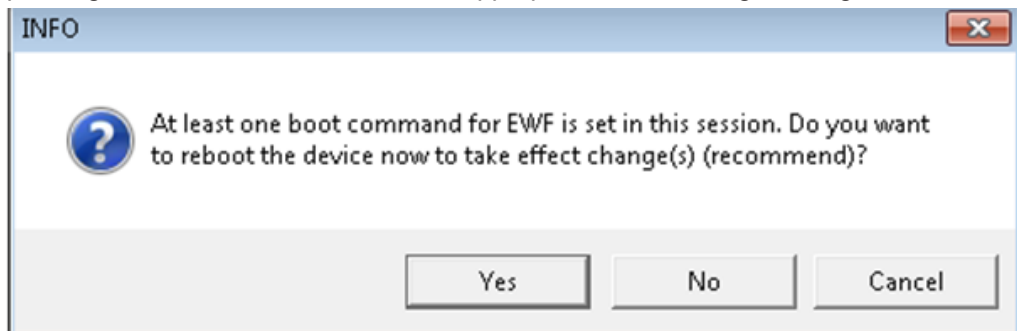 INFO
At least one boot command for EWF is set in this session. Do you want
to reboot the device now to take effect change(s) (recommend)?
Yes
No
Cancel